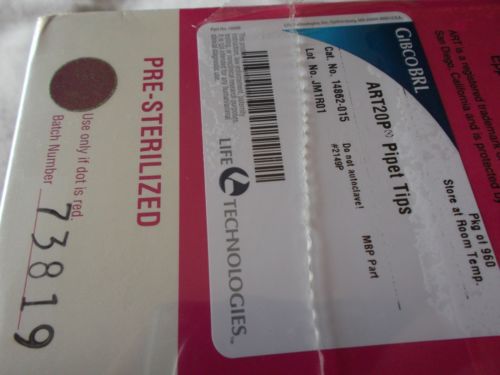 PRE-STERILIZED
Use only if dot is red.
Batch Number
73819
GIBCOBRL
ART20P Pipet Tips
Cat. No. 14862-015
Lot. No. JM1R01
Do not autoclave!
#2149P
MBP Part
Pkg of 960
Store at Room Temp.
LIFE TECHNOLOGIES
ART is a registered trademark
San Diego, California and is protected by